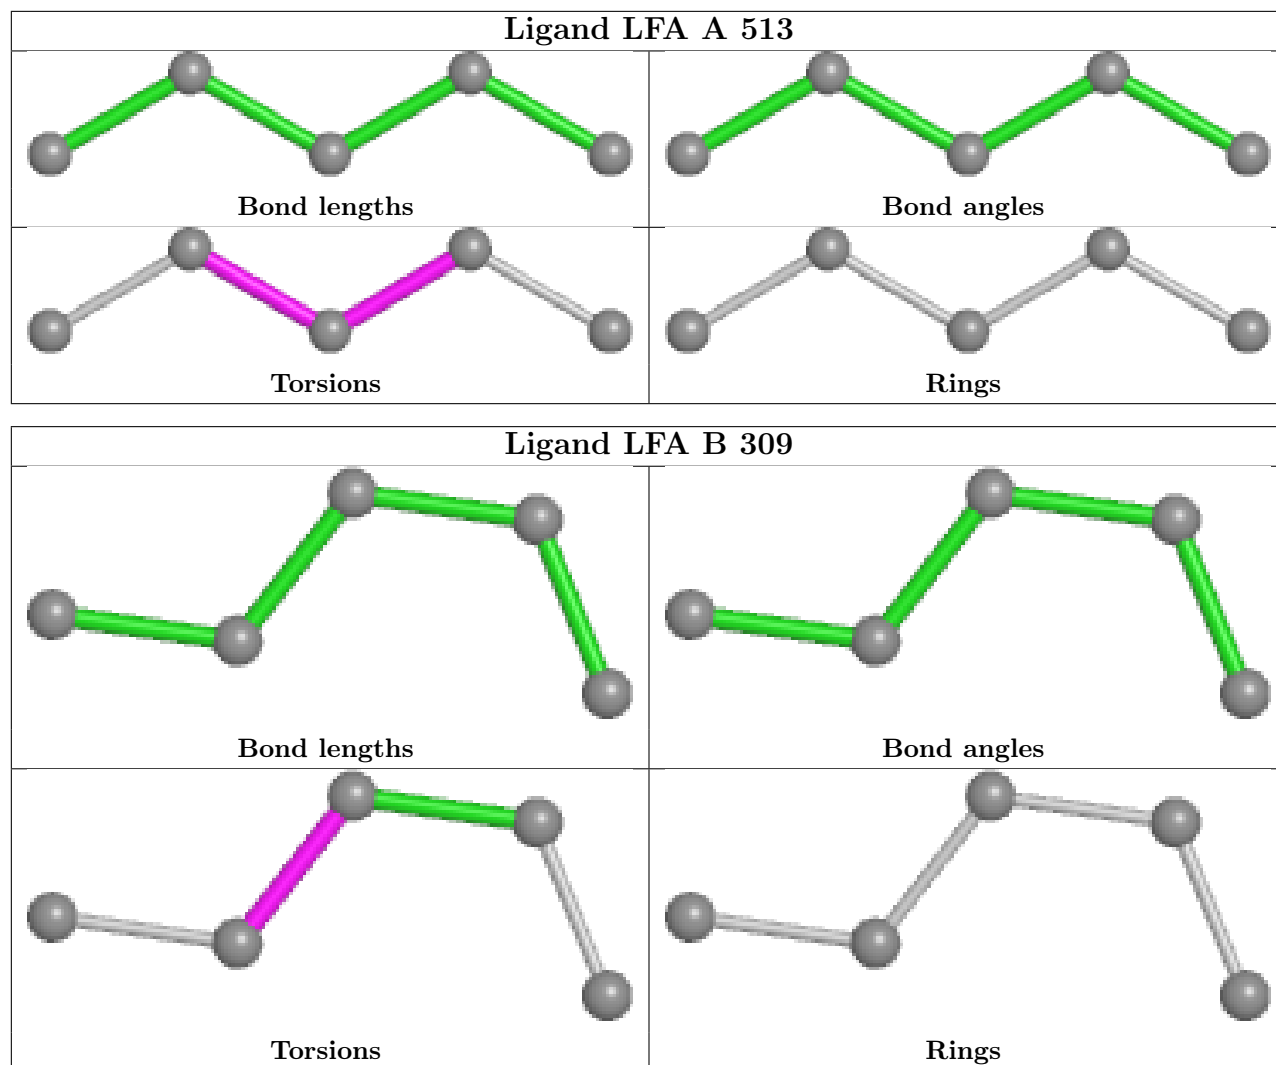 Ligand LFA A 513
Bond lengths
Bond angles
Torsions
Rings
Ligand LFA B 309
Bond lengths
Bond angles
Torsions
Rings